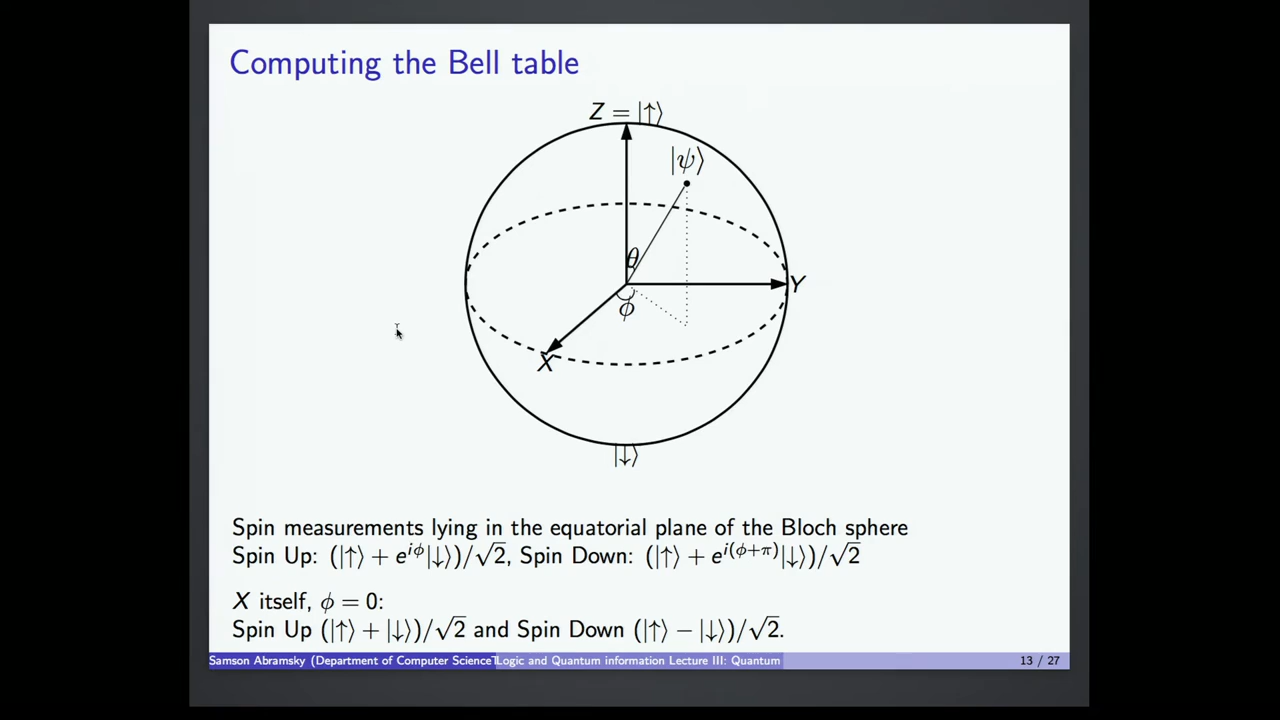 Computing the Bell table
Z = |↑⟩
|ψ⟩
θ
Y
ϕ
X
|↓⟩
Spin measurements lying in the equatorial plane of the Bloch sphere
Spin Up: (|↑⟩ + e^{iϕ}|↓⟩)/√2, Spin Down: (|↑⟩ + e^{i(ϕ+π)}|↓⟩)/√2
X itself, ϕ = 0:
Spin Up (|↑⟩ + |↓⟩)/√2 and Spin Down (|↑⟩ − |↓⟩)/√2.
Samson Abramsky (Department of Computer Science Logic and Quantum information Lecture III: Quantum 13 / 27